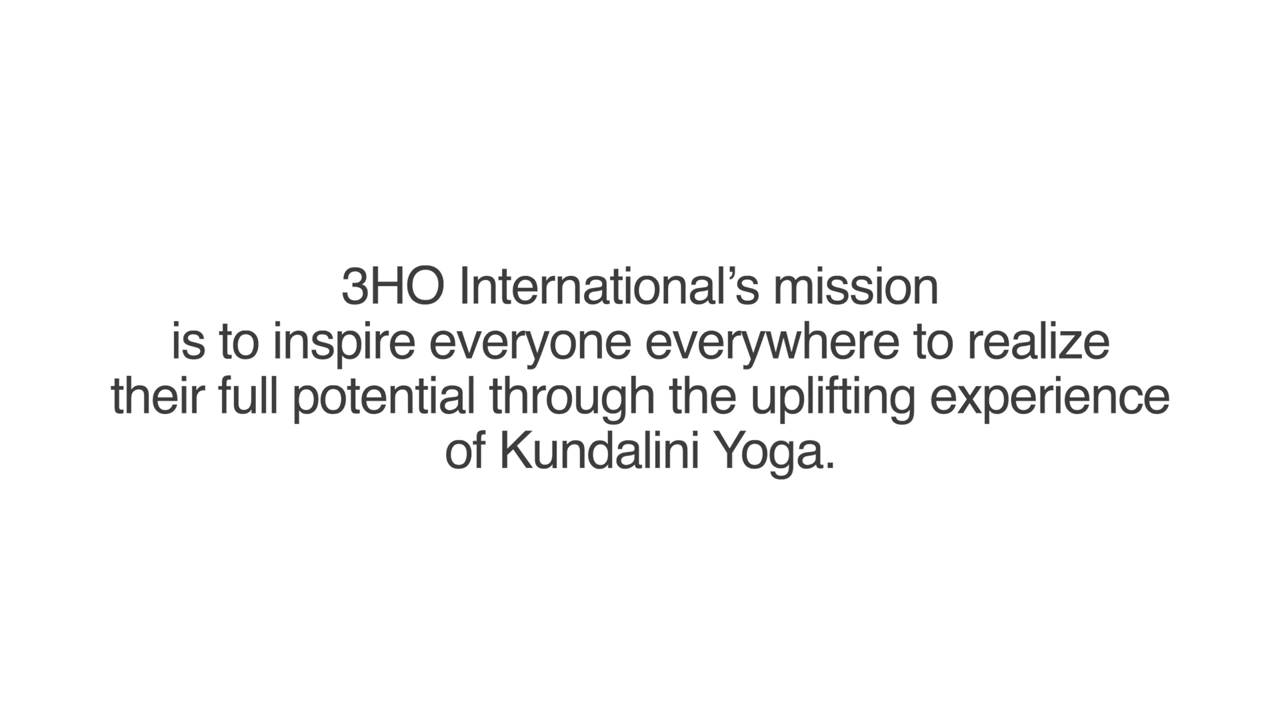 3HO International’s mission
is to inspire everyone everywhere to realize
their full potential through the uplifting experience
of Kundalini Yoga.